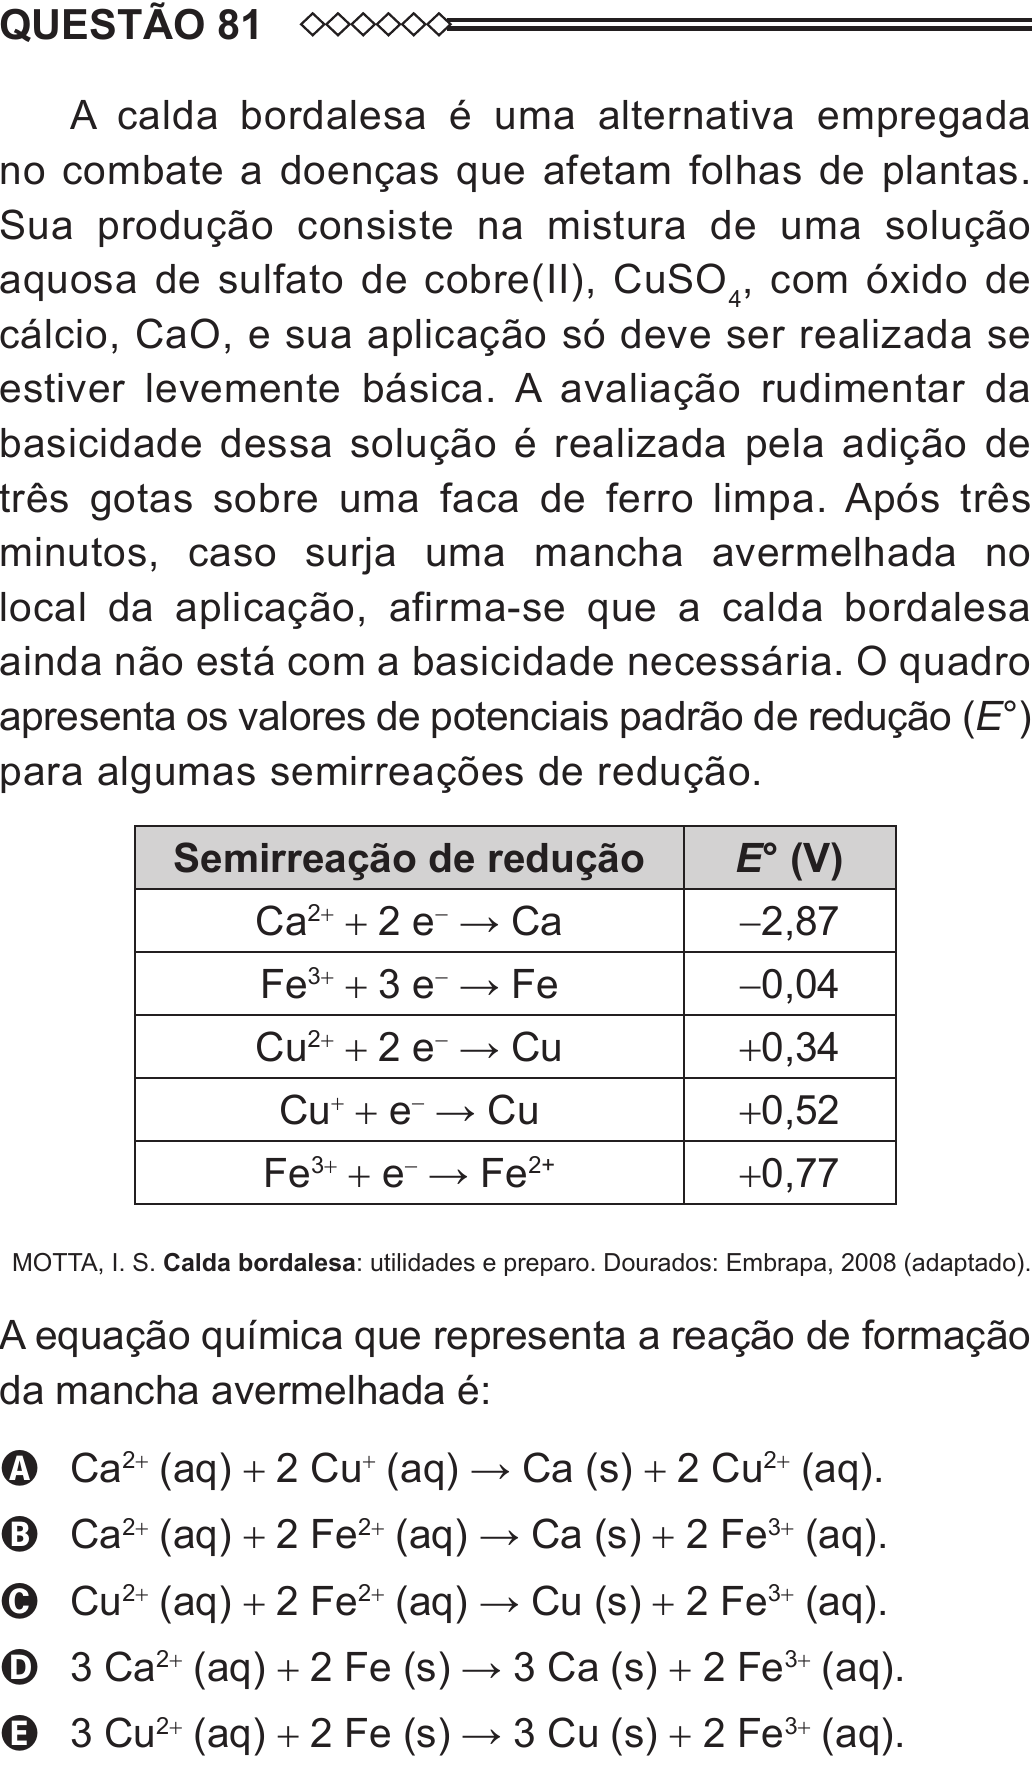 QUESTÃO 81
A calda bordalesa é uma alternativa empregada
no combate a doenças que afetam folhas de plantas.
Sua produção consiste na mistura de uma solução
aquosa de sulfato de cobre(II), CuSO₄, com óxido de
cálcio, CaO, e sua aplicação só deve ser realizada se
estiver levemente básica. A avaliação rudimentar da
basicidade dessa solução é realizada pela adição de
três gotas sobre uma faca de ferro limpa. Após três
minutos, caso surja uma mancha avermelhada no
local da aplicação, afirma-se que a calda bordalesa
ainda não está com a basicidade necessária. O quadro
apresenta os valores de potenciais padrão de redução (E°)
para algumas semirreações de redução.
Semirreação de redução E° (V)
Ca²⁺ + 2 e⁻ → Ca −2,87
Fe³⁺ + 3 e⁻ → Fe −0,04
Cu²⁺ + 2 e⁻ → Cu +0,34
Cu⁺ + e⁻ → Cu +0,52
Fe³⁺ + e⁻ → Fe²⁺ +0,77
MOTTA, I. S. Calda bordalesa: utilidades e preparo. Dourados: Embrapa, 2008 (adaptado).
A equação química que representa a reação de formação
da mancha avermelhada é:
A Ca²⁺ (aq) + 2 Cu⁺ (aq) → Ca (s) + 2 Cu²⁺ (aq).
B Ca²⁺ (aq) + 2 Fe²⁺ (aq) → Ca (s) + 2 Fe³⁺ (aq).
C Cu²⁺ (aq) + 2 Fe²⁺ (aq) → Cu (s) + 2 Fe³⁺ (aq).
D 3 Ca²⁺ (aq) + 2 Fe (s) → 3 Ca (s) + 2 Fe³⁺ (aq).
E 3 Cu²⁺ (aq) + 2 Fe (s) → 3 Cu (s) + 2 Fe³⁺ (aq).